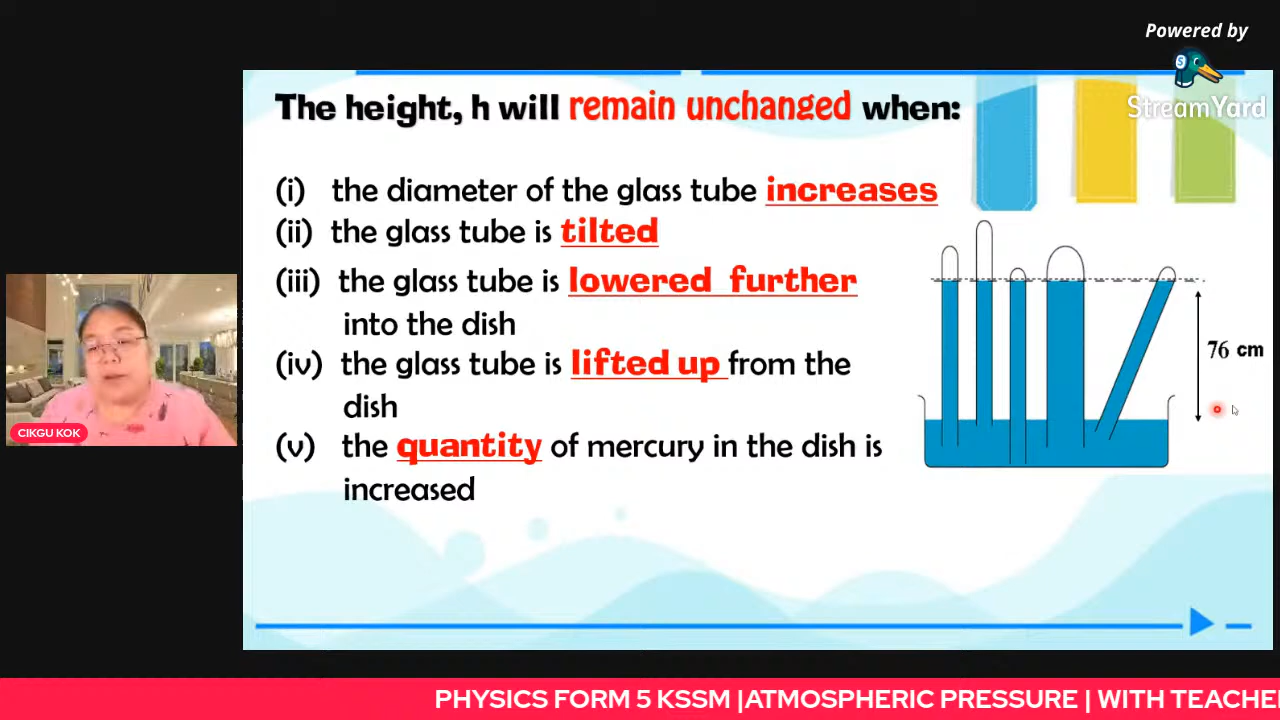 Powered by
StreamYard
The height, h will remain unchanged when:
(i) the diameter of the glass tube increases
(ii) the glass tube is tilted
(iii) the glass tube is lowered further
into the dish
(iv) the glass tube is lifted up from the
dish
(v) the quantity of mercury in the dish is
increased
76 cm
CIKGU KOK
PHYSICS FORM 5 KSSM |ATMOSPHERIC PRESSURE | WITH TEACHE